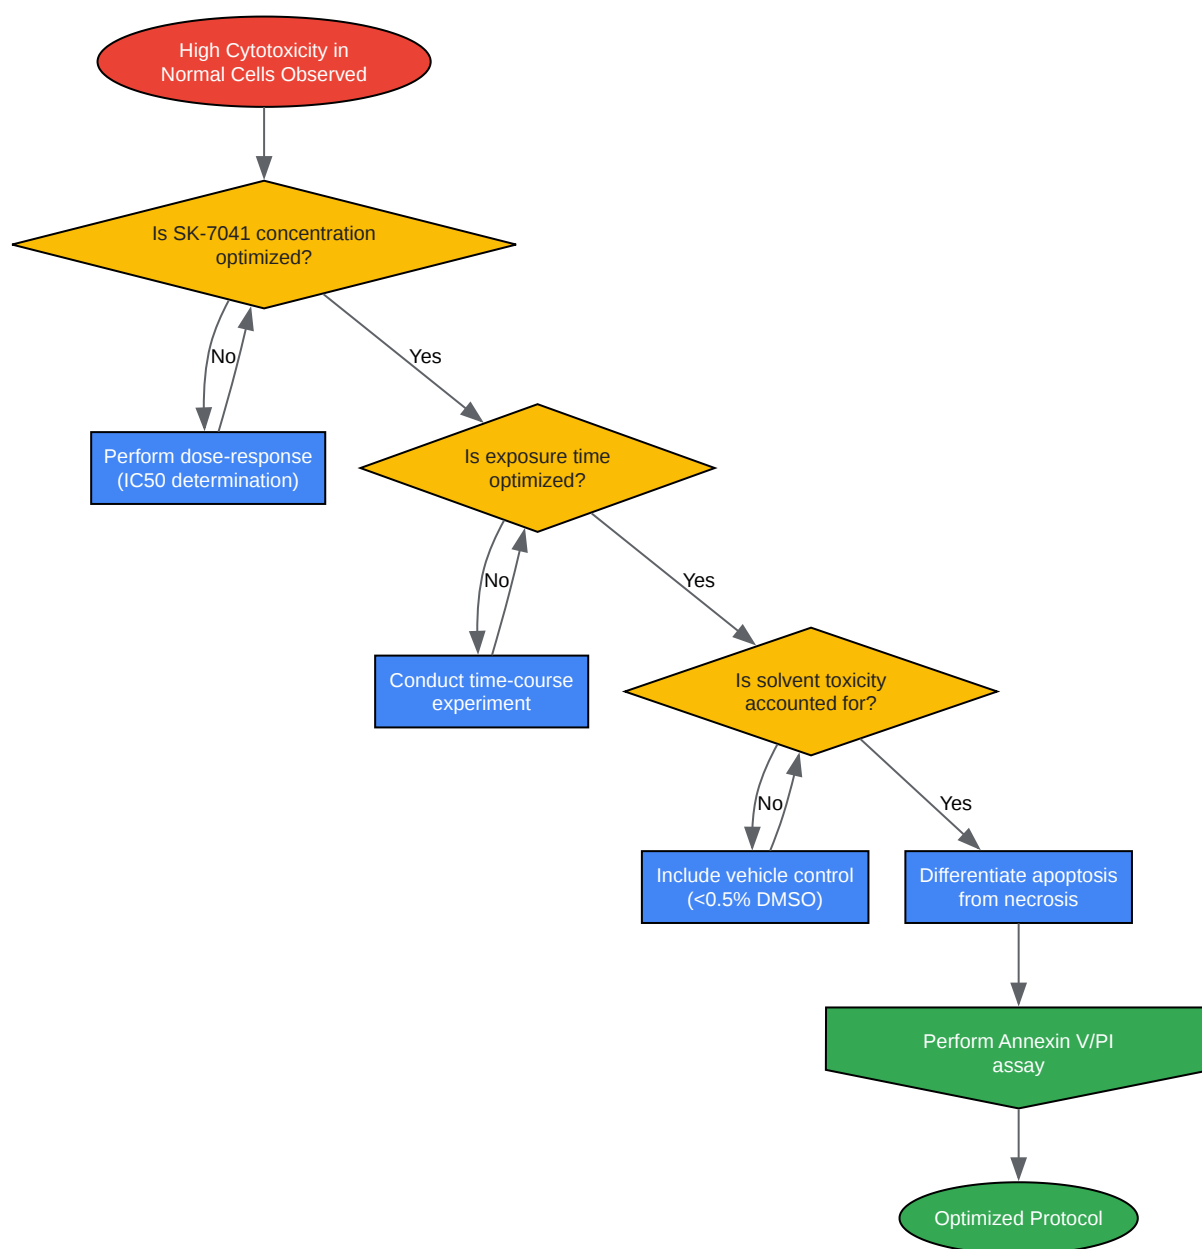 High Cytotoxicity in
Normal Cells Observed
Is SK-7041 concentration
optimized?
No
Yes
Perform dose-response
(IC50 determination)
Is exposure time
optimized?
No
Yes
Conduct time-course
experiment
Is solvent toxicity
accounted for?
No
Yes
Include vehicle control
(<0.5% DMSO)
Differentiate apoptosis
from necrosis
Perform Annexin V/PI
assay
Optimized Protocol